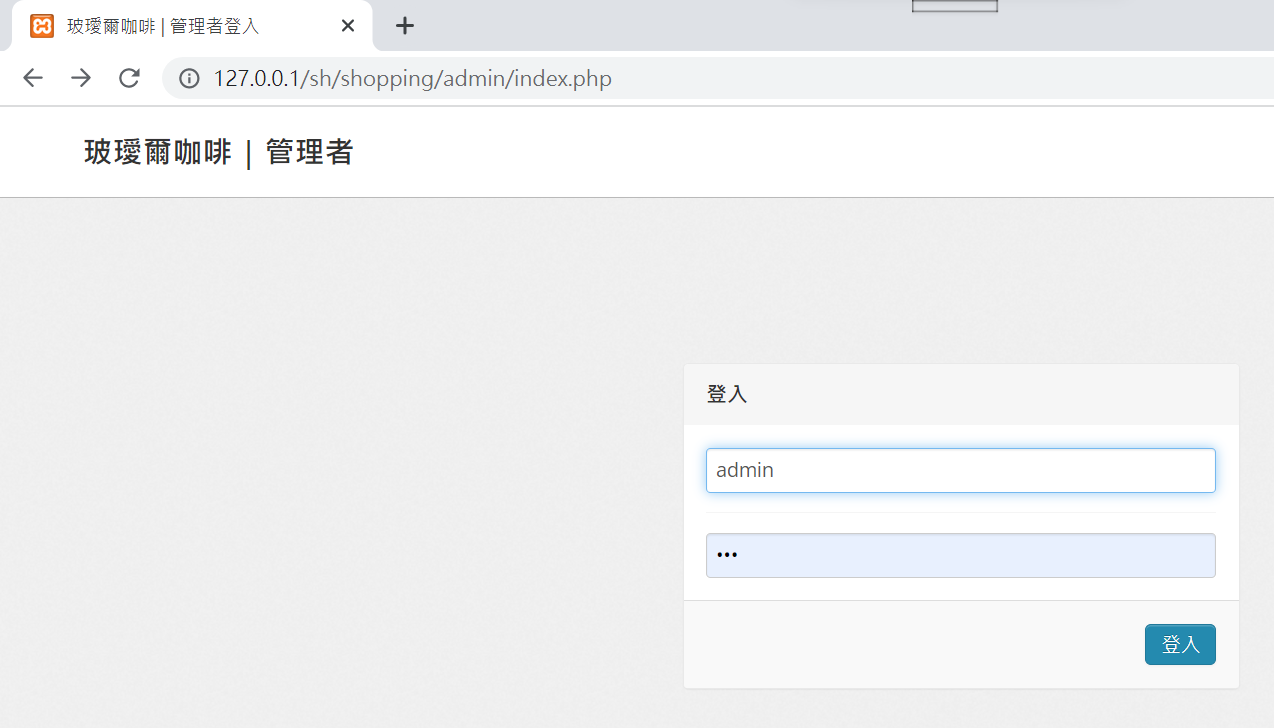 玻璦爾咖啡 | 管理者登入
127.0.0.1/sh/shopping/admin/index.php
玻璦爾咖啡 | 管理者
登入
admin
•••
登入